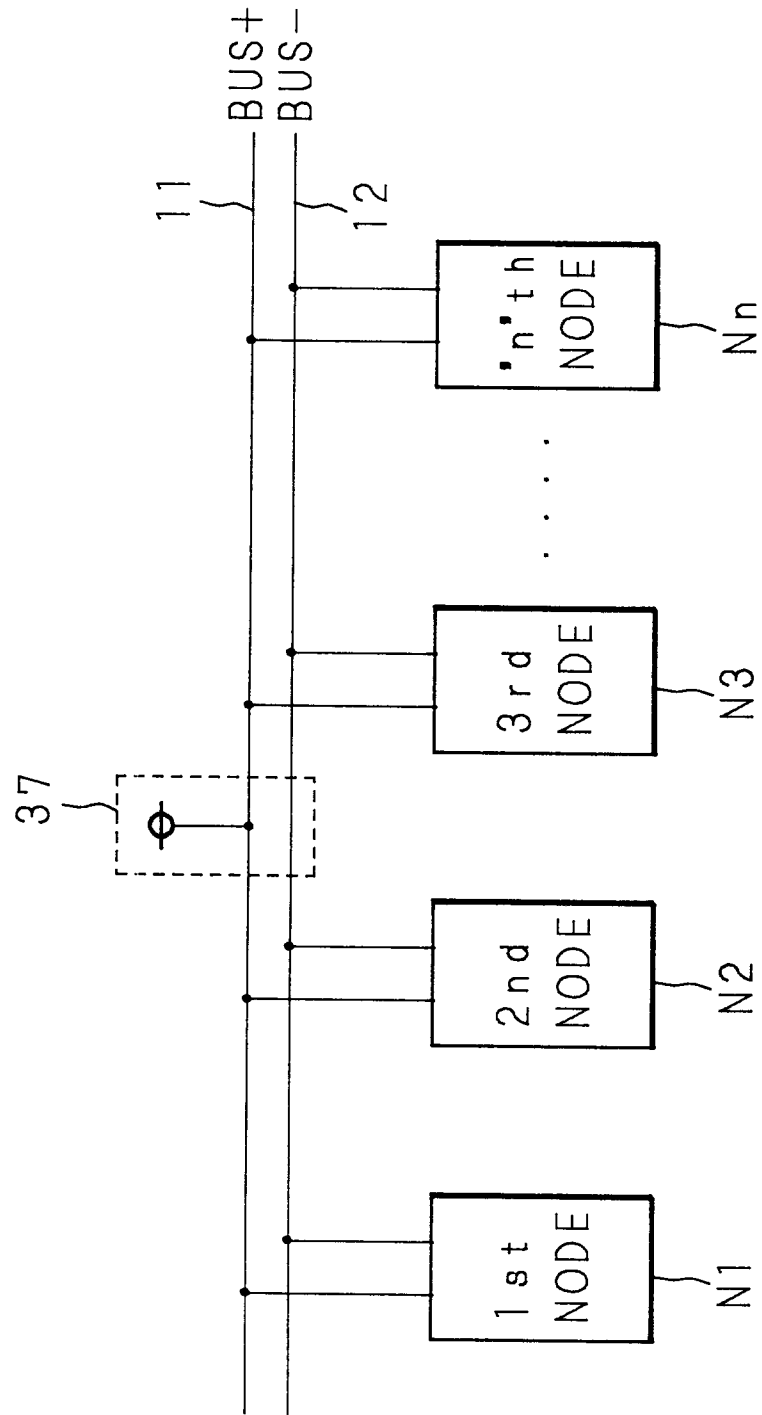 37
11
BUS+
BUS-
12
1st
NODE
2nd
NODE
3rd
NODE
. . . .
"n"th
NODE
N1
N2
N3
Nn